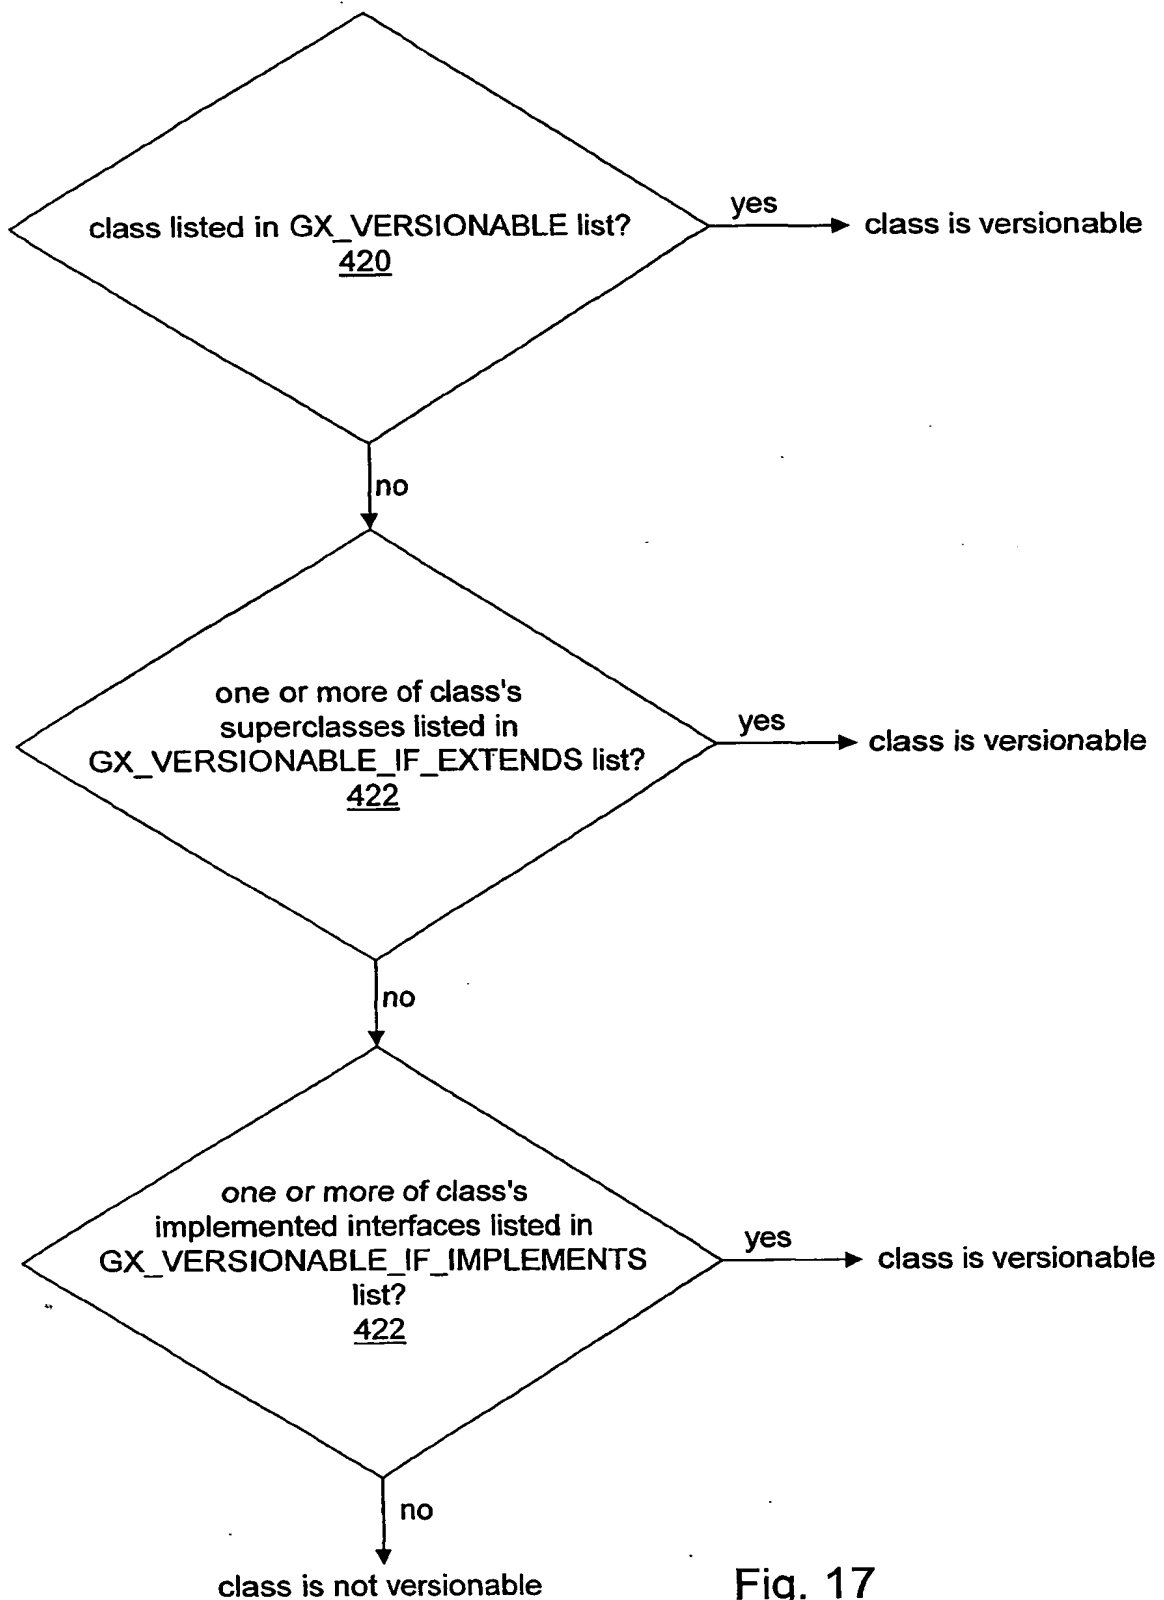 class listed in GX_VERSIONABLE list?
420
yes
class is versionable
no
one or more of class's
superclasses listed in
GX_VERSIONABLE_IF_EXTENDS list?
422
yes
class is versionable
no
one or more of class's
implemented interfaces listed in
GX_VERSIONABLE_IF_IMPLEMENTS
list?
422
yes
class is versionable
no
class is not versionable
Fig. 17